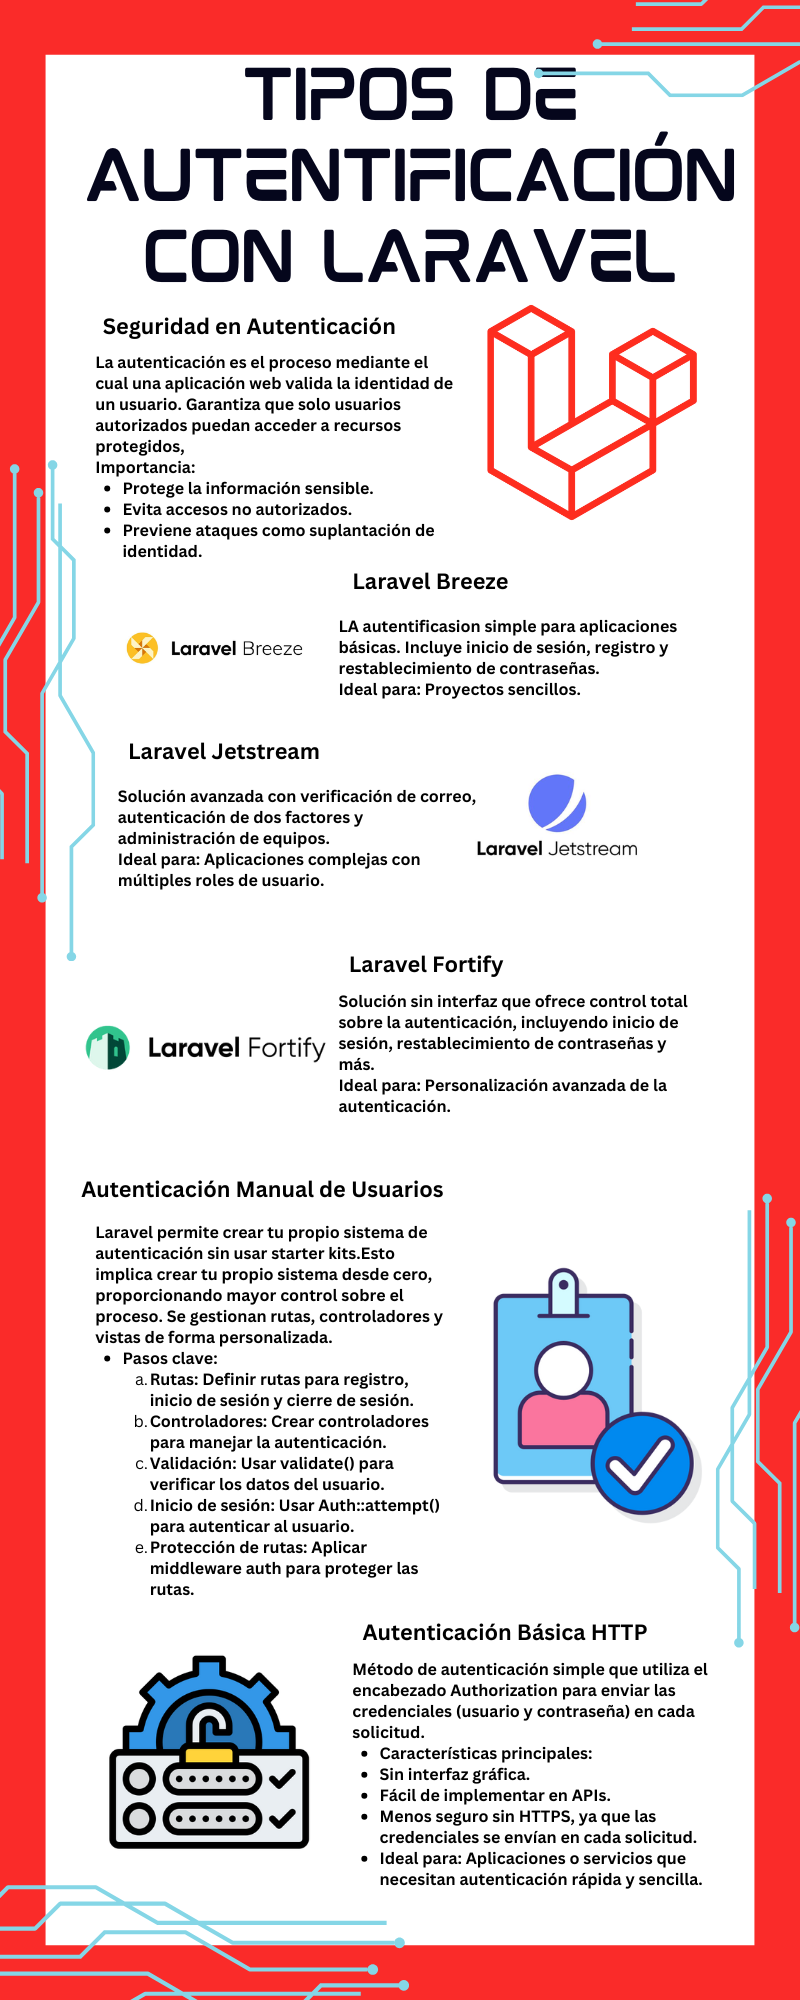 TIPOS DE
AUTENTIFICACIÓN
CON LARAVEL
Seguridad en Autenticación
La autenticación es el proceso mediante el
cual una aplicación web valida la identidad de
un usuario. Garantiza que solo usuarios
autorizados puedan acceder a recursos
protegidos,
Importancia:
• Protege la información sensible.
• Evita accesos no autorizados.
• Previene ataques como suplantación de
identidad.
Laravel Breeze
Laravel Breeze
LA autentificasion simple para aplicaciones
básicas. Incluye inicio de sesión, registro y
restablecimiento de contraseñas.
Ideal para: Proyectos sencillos.
Laravel Jetstream
Solución avanzada con verificación de correo,
autenticación de dos factores y
administración de equipos.
Ideal para: Aplicaciones complejas con
múltiples roles de usuario.
Laravel Jetstream
Laravel Fortify
Laravel Fortify
Solución sin interfaz que ofrece control total
sobre la autenticación, incluyendo inicio de
sesión, restablecimiento de contraseñas y
más.
Ideal para: Personalización avanzada de la
autenticación.
Autenticación Manual de Usuarios
Laravel permite crear tu propio sistema de
autenticación sin usar starter kits.Esto
implica crear tu propio sistema desde cero,
proporcionando mayor control sobre el
proceso. Se gestionan rutas, controladores y
vistas de forma personalizada.
• Pasos clave:
a. Rutas: Definir rutas para registro,
inicio de sesión y cierre de sesión.
b. Controladores: Crear controladores
para manejar la autenticación.
c. Validación: Usar validate() para
verificar los datos del usuario.
d. Inicio de sesión: Usar Auth::attempt()
para autenticar al usuario.
e. Protección de rutas: Aplicar
middleware auth para proteger las
rutas.
Autenticación Básica HTTP
Método de autenticación simple que utiliza el
encabezado Authorization para enviar las
credenciales (usuario y contraseña) en cada
solicitud.
• Características principales:
• Sin interfaz gráfica.
• Fácil de implementar en APIs.
• Menos seguro sin HTTPS, ya que las
credenciales se envían en cada solicitud.
• Ideal para: Aplicaciones o servicios que
necesitan autenticación rápida y sencilla.